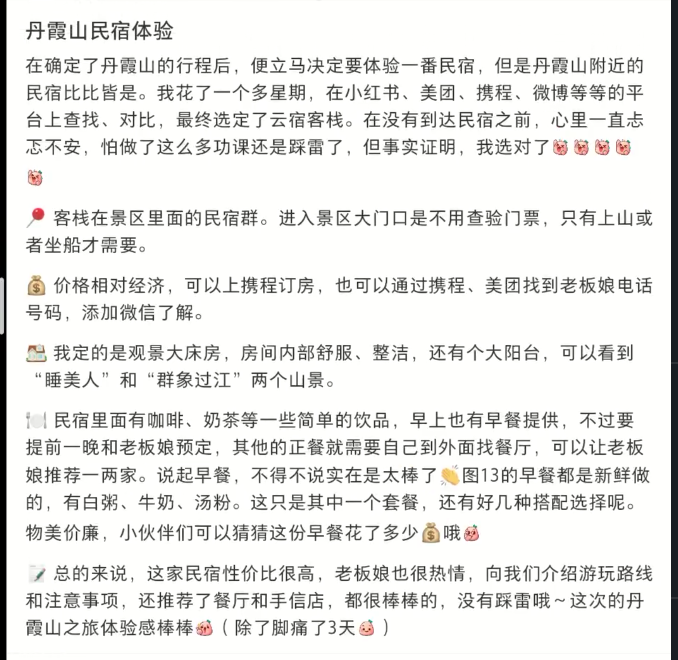 丹霞山民宿体验
在确定了丹霞山的行程后，便立马决定要体验一番民宿，但是丹霞山附近的
民宿比比皆是。我花了一个多星期，在小红书、美团、携程、微博等等的平
台上查找、对比，最终选定了云宿客栈。在没有到达民宿之前，心里一直忐
忑不安，怕做了这么多功课还是踩雷了，但事实证明，我选对了
客栈在景区里面的民宿群。进入景区大门口是不用查验门票，只有上山或
者坐船才需要。
价格相对经济，可以上携程订房，也可以通过携程、美团找到老板娘电话
号码，添加微信了解。
我定的是观景大床房，房间内部舒服、整洁，还有个大阳台，可以看到
“睡美人”和“群象过江”两个山景。
民宿里面有咖啡、奶茶等一些简单的饮品，早上也有早餐提供，不过要
提前一晚和老板娘预定，其他的正餐就需要自己到外面找餐厅，可以让老板
娘推荐一两家。说起早餐，不得不说实在是太棒了👏图13的早餐都是新鲜做
的，有白粥、牛奶、汤粉。这只是其中一个套餐，还有好几种搭配选择呢。
物美价廉，小伙伴们可以猜猜这份早餐花了多少💰哦
总的来说，这家民宿性价比很高，老板娘也很热情，向我们介绍游玩路线
和注意事项，还推荐了餐厅和手信店，都很棒棒的，没有踩雷哦～这次的丹
霞山之旅体验感棒棒（除了脚痛了3天）